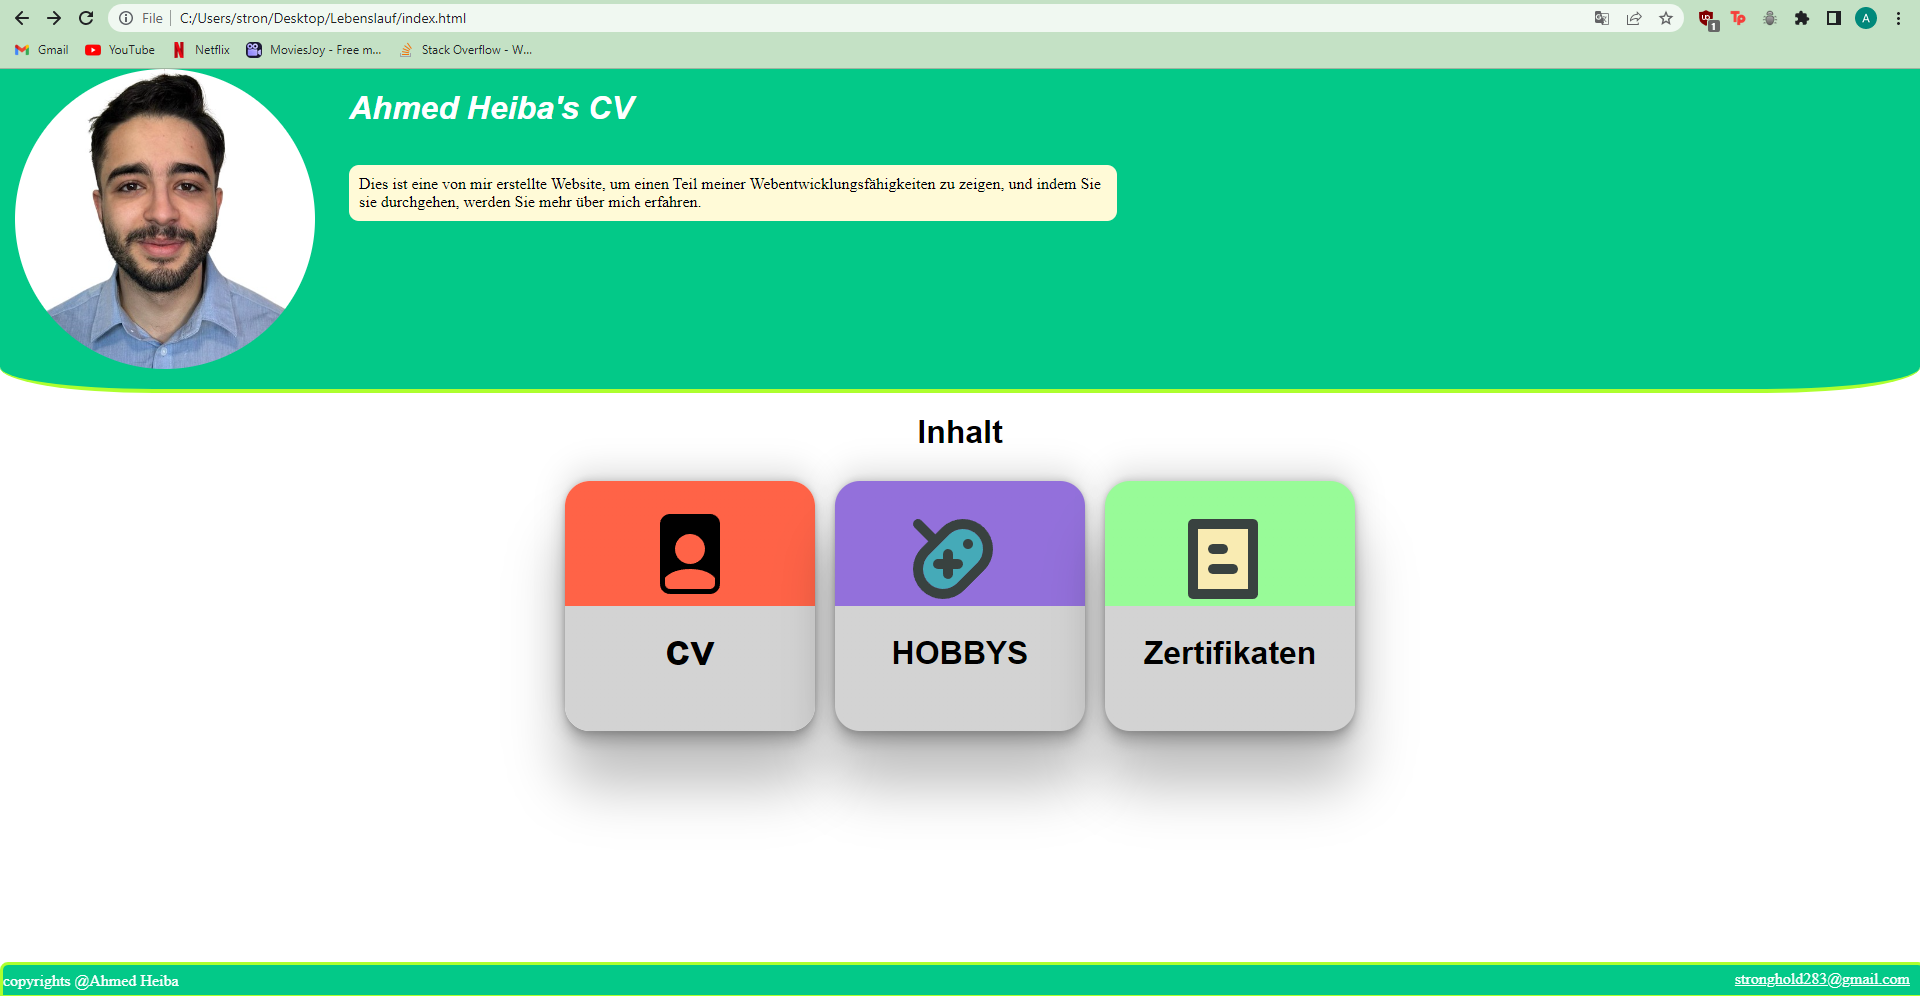 File
C:/Users/stron/Desktop/Lebenslauf/index.html
1
A
Gmail
YouTube
Netflix
MoviesJoy - Free m...
Stack Overflow - W...
Ahmed Heiba's CV
Dies ist eine von mir erstellte Website, um einen Teil meiner Webentwicklungsfähigkeiten zu zeigen, und indem Sie
sie durchgehen, werden Sie mehr über mich erfahren.
Inhalt
CV
HOBBYS
Zertifikaten
copyrights @Ahmed Heiba
stronghold283@gmail.com